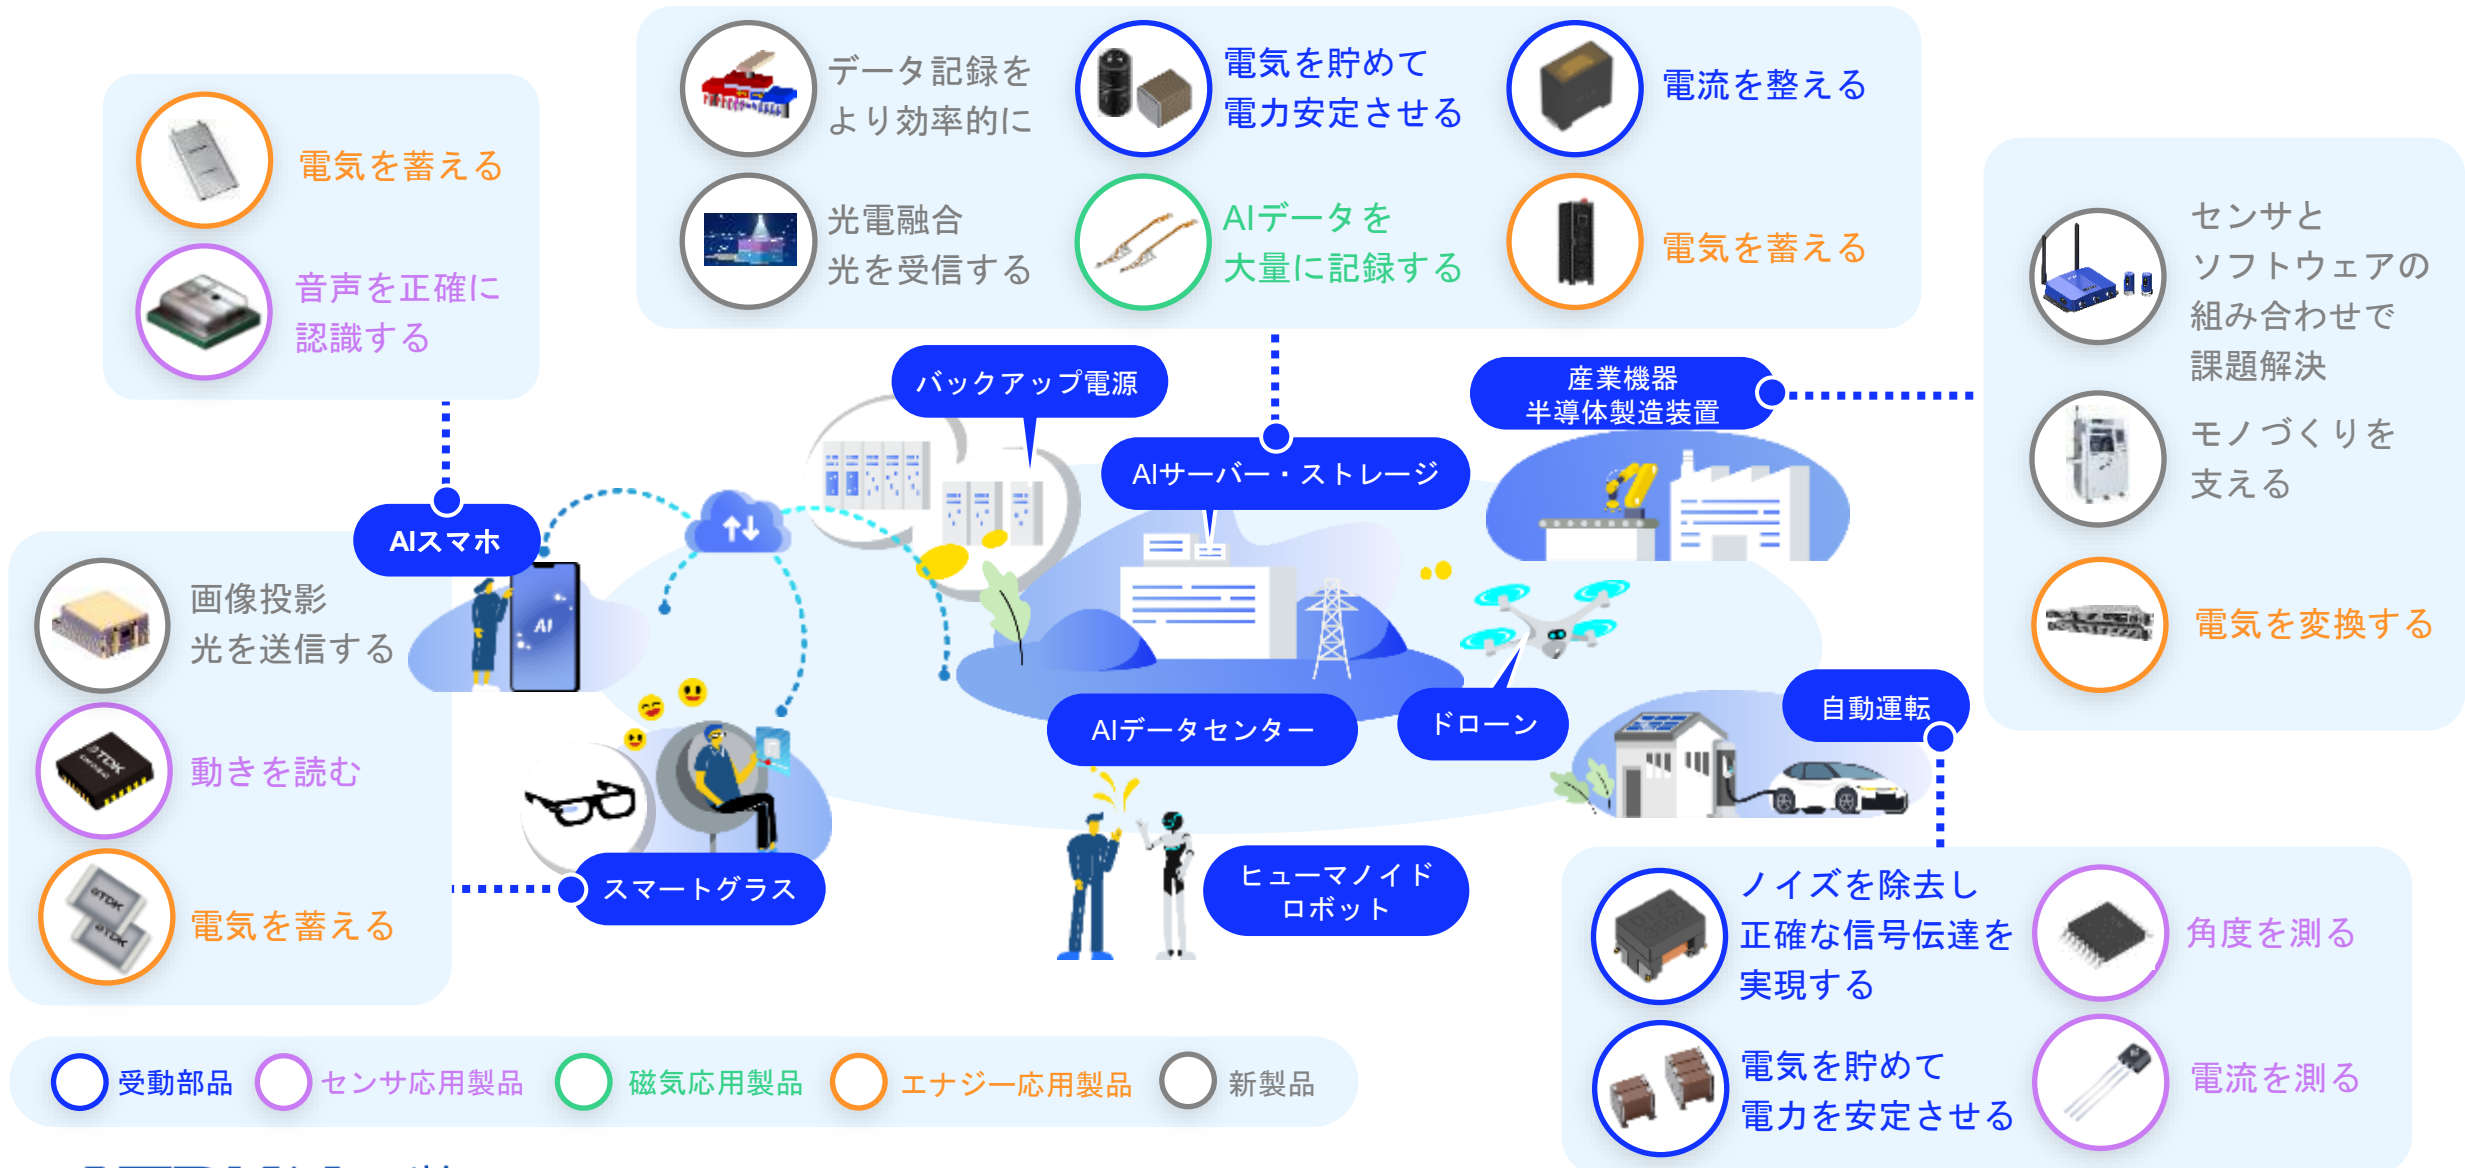 電気を蓄える
音声を正確に
認識する
データ記録を
より効率的に
電気を貯めて
電力安定させる
電流を整える
光電融合
光を受信する
AIデータを
大量に記録する
電気を蓄える
センサと
ソフトウェアの
組み合わせで
課題解決
モノづくりを
支える
電気を変換する
バックアップ電源
産業機器
半導体製造装置
AIサーバー・ストレージ
AIスマホ
AI
画像投影
光を送信する
動きを読む
電気を蓄える
TDK
TDK
TDK
自動運転
AIデータセンター
ドローン
スマートグラス
ヒューマノイド
ロボット
ノイズを除去し
正確な信号伝達を
実現する
角度を測る
電気を貯めて
電力を安定させる
電流を測る
受動部品
センサ応用製品
磁気応用製品
エナジー応用製品
新製品